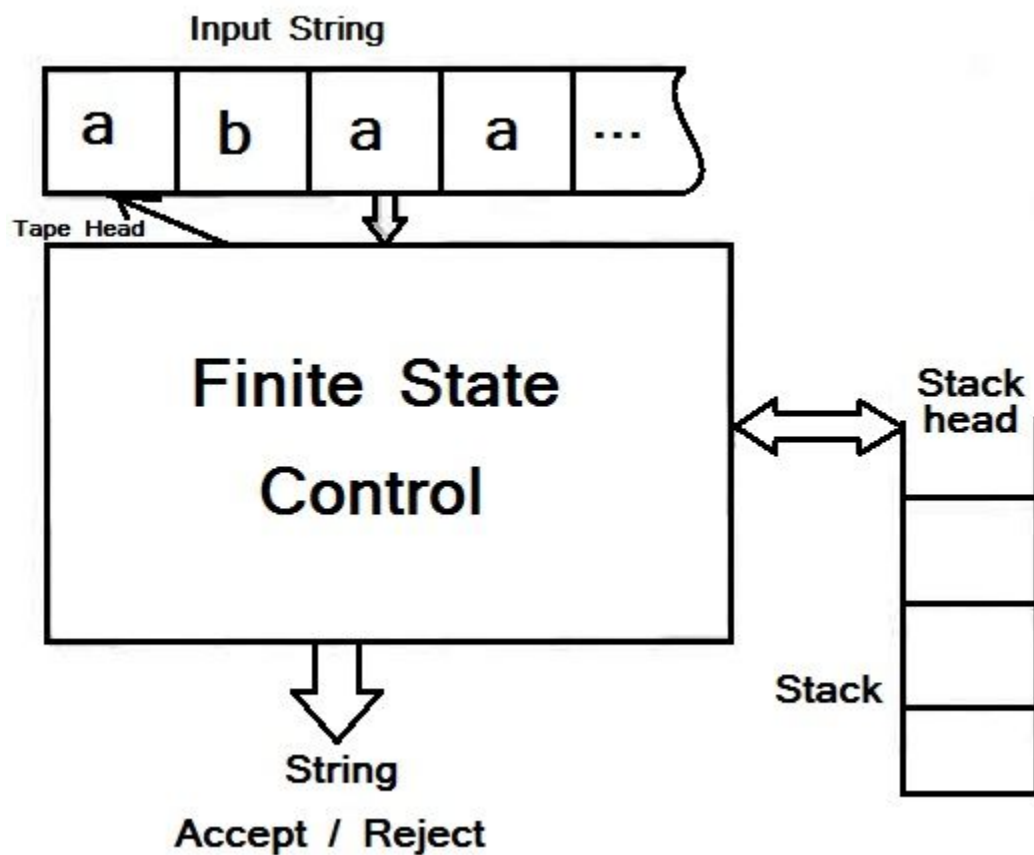 Input String
a b a a ...
Tape Head
Finite State
Control
Stack
head
Stack
String
Accept / Reject